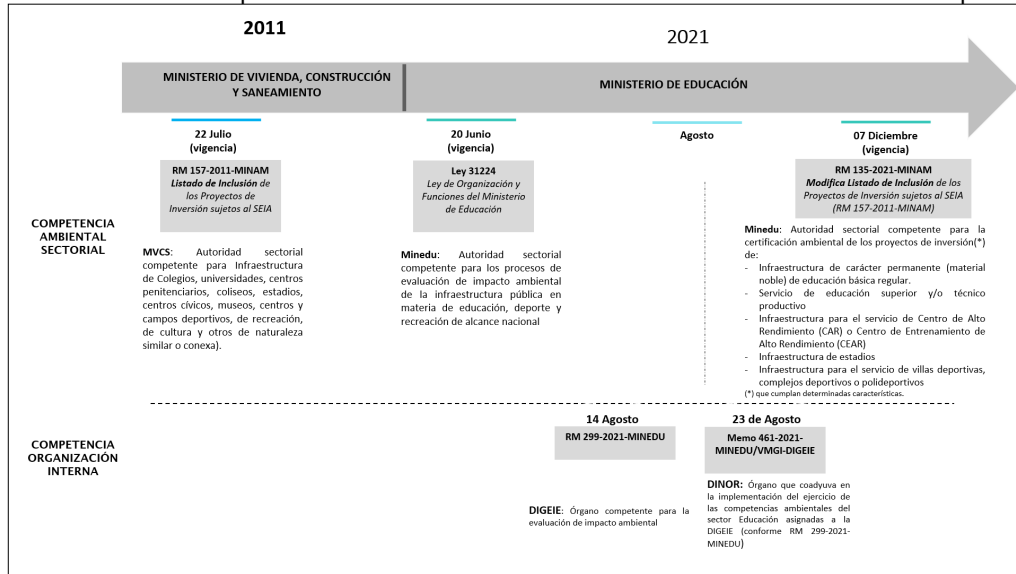 2011
2021
MINISTERIO DE VIVIENDA, CONSTRUCCIÓN
Y SANEAMIENTO
MINISTERIO DE EDUCACIÓN
22 Julio
(vigencia)
20 Junio
(vigencia)
Agosto
07 Diciembre
(vigencia)
COMPETENCIA
AMBIENTAL
SECTORIAL
RM 157-2011-MINAM
Listado de Inclusión de
los Proyectos de
Inversión sujetos al SEIA
MVCS: Autoridad sectorial
competente para Infraestructura
de Colegios, universidades, centros
penitenciarios, coliseos, estadios,
centros cívicos, museos, centros y
campos deportivos, de recreación,
de cultura y otros de naturaleza
similar o conexa).
Ley 31224
Ley de Organización y
Funciones del Ministerio
de Educación
Minedu: Autoridad sectorial
competente para los procesos de
evaluación de impacto ambiental
de la infraestructura pública en
materia de educación, deporte y
recreación de alcance nacional
RM 135-2021-MINAM
Modifica Listado de Inclusión de los
Proyectos de Inversión sujetos al SEIA
(RM 157-2011-MINAM)
Minedu: Autoridad sectorial competente para la
certificación ambiental de los proyectos de inversión(*)
de:
- Infraestructura de carácter permanente (material
noble) de educación básica regular.
- Servicio de educación superior y/o técnico
productivo
- Infraestructura para el servicio de Centro de Alto
Rendimiento (CAR) o Centro de Entrenamiento de
Alto Rendimiento (CEAR)
- Infraestructura de estadios
- Infraestructura para el servicio de villas deportivas,
complejos deportivos o polideportivos
(*) que cumplan determinadas características.
COMPETENCIA
ORGANIZACIÓN
INTERNA
14 Agosto
RM 299-2021-MINEDU
DIGEIE: Órgano competente para la
evaluación de impacto ambiental
23 de Agosto
Memo 461-2021-
MINEDU/VMGI-DIGEIE
DINOR: Órgano que coadyuva en
la implementación del ejercicio de
las competencias ambientales del
sector Educación asignadas a la
DIGEIE (conforme RM 299-2021-
MINEDU)